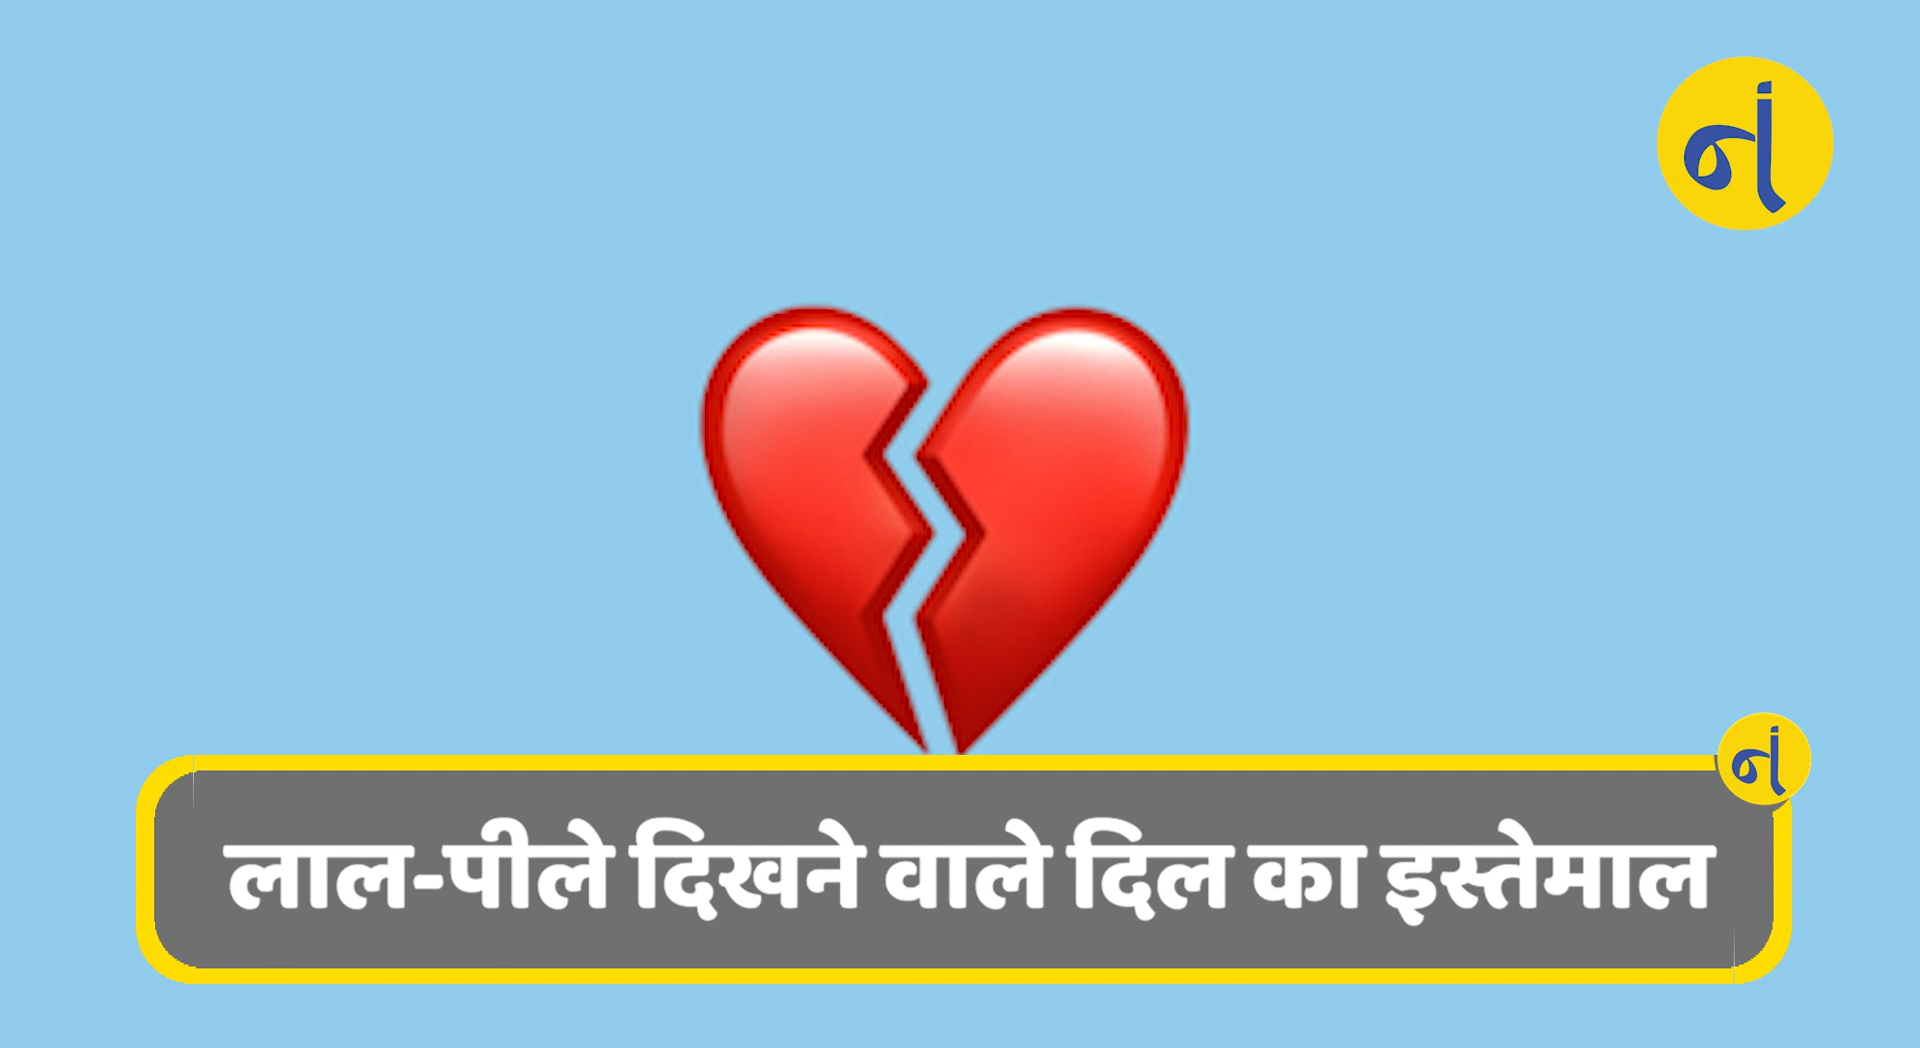 નં
નં
लाल-पीले दिखने वाले दिल का इस्तेमाल